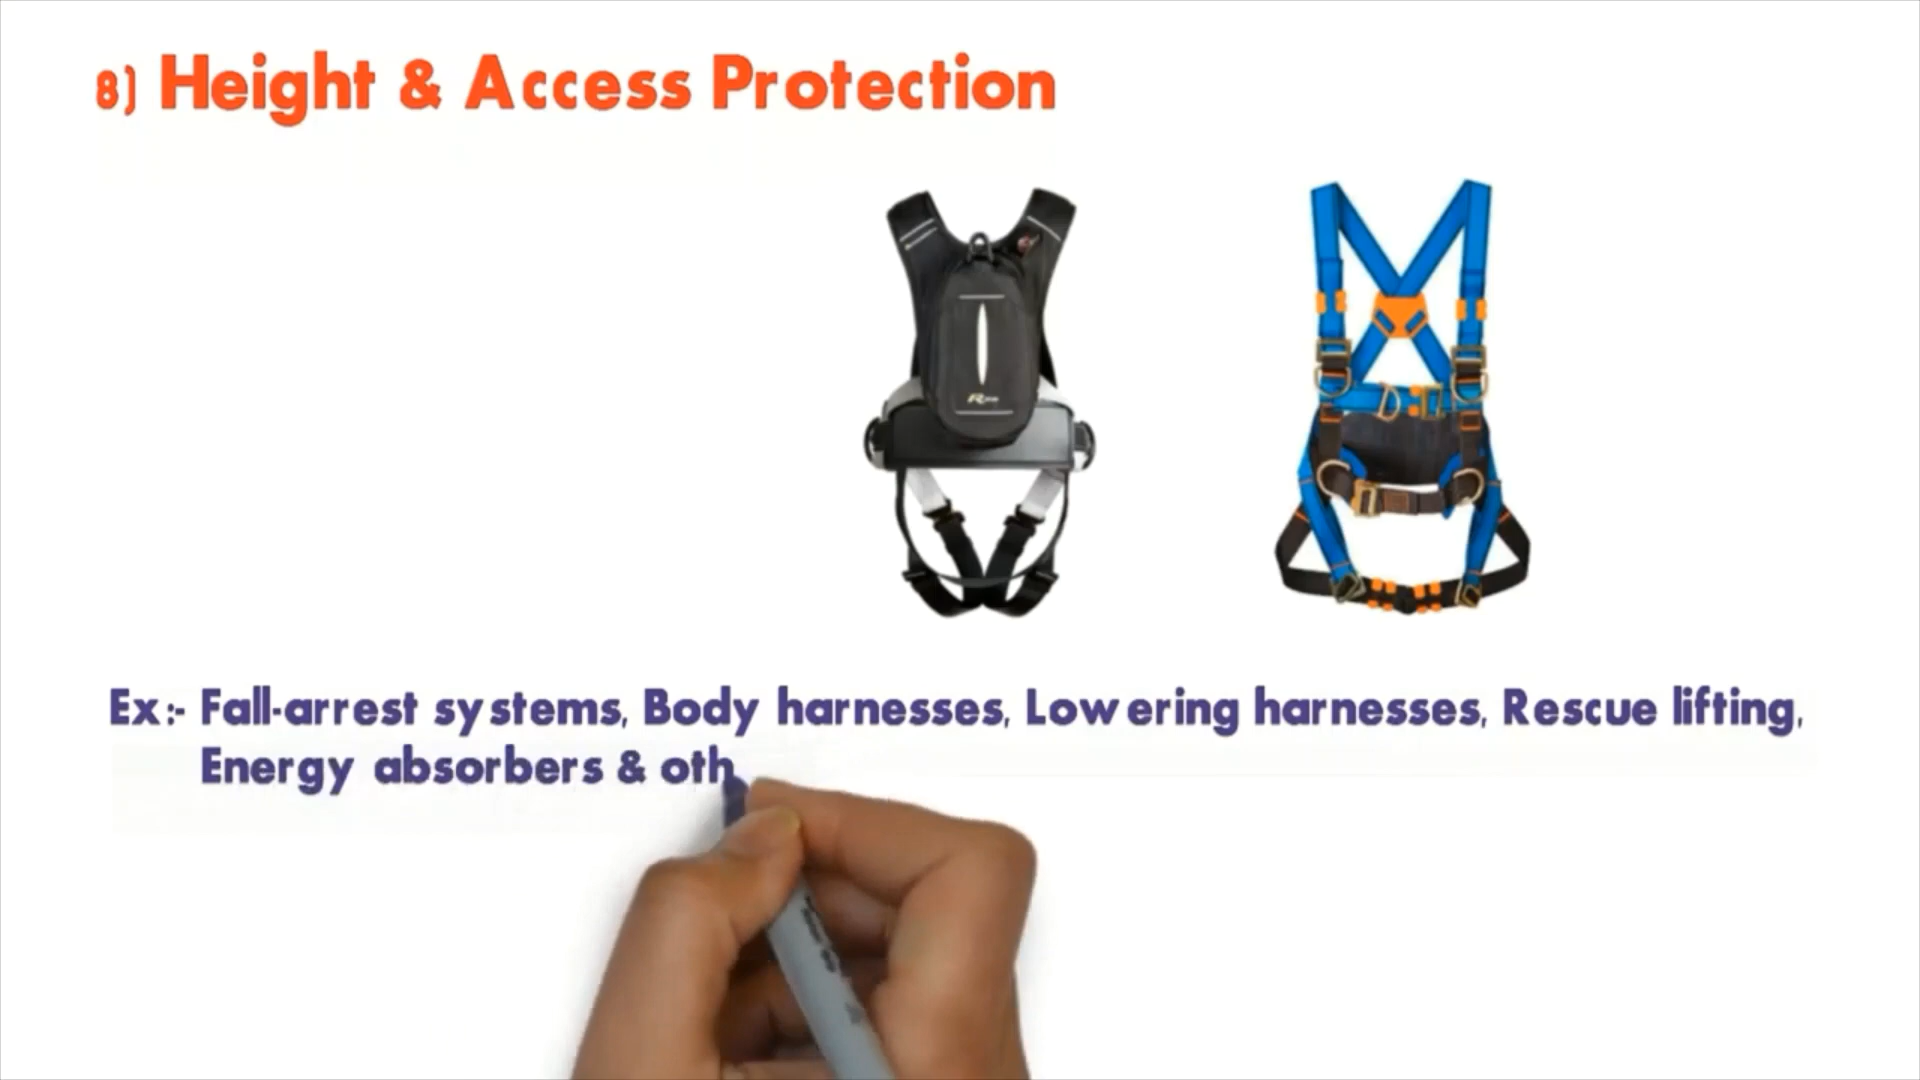 8) Height & Access Protection
Ex:- Fall-arrest systems, Body harnesses, Lowering harnesses, Rescue lifting,
Energy absorbers & oth